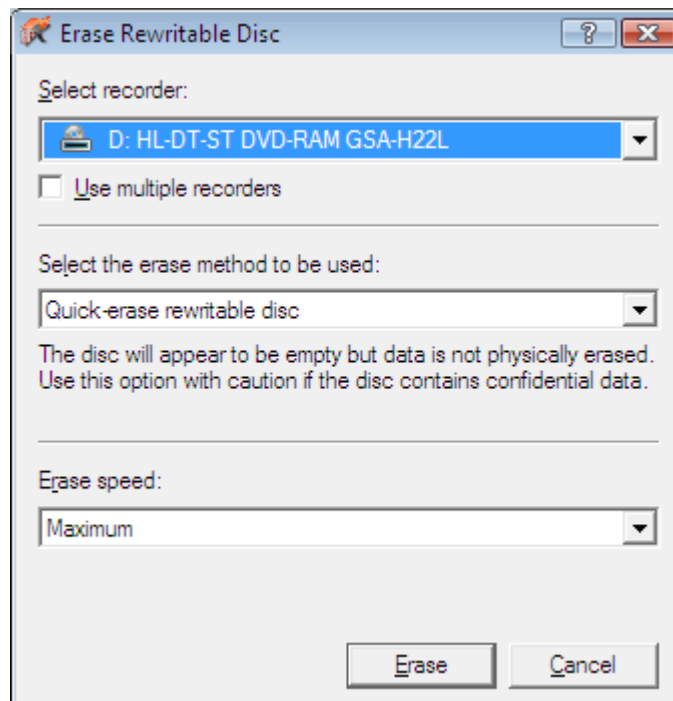 Erase Rewritable Disc
Select recorder:
D: HL-DT-ST DVD-RAM GSA-H22L
Use multiple recorders
Select the erase method to be used:
Quick-erase rewritable disc
The disc will appear to be empty but data is not physically erased.
Use this option with caution if the disc contains confidential data.
Erase speed:
Maximum
Erase
Cancel